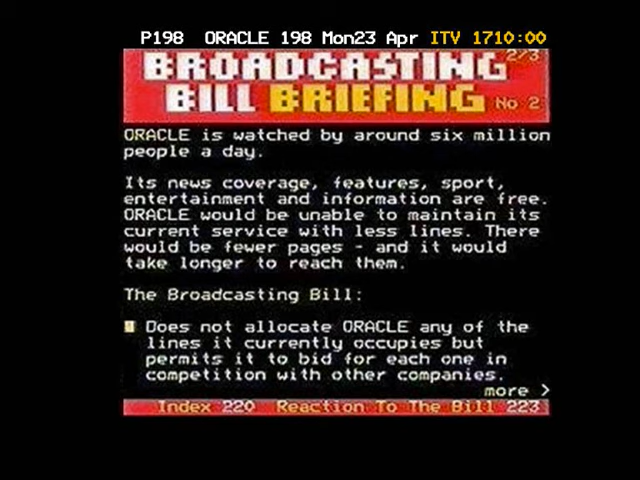 P198 ORACLE 198 Mon23 Apr ITV 1710:00
2/3
BROADCASTING
BILL BRIEFING No 2
ORACLE is watched by around six million
people a day.
Its news coverage, features, sport,
entertainment and information are free.
ORACLE would be unable to maintain its
current service with less lines. There
would be fewer pages - and it would
take longer to reach them.
The Broadcasting Bill:
Does not allocate ORACLE any of the
lines it currently occupies but
permits it to bid for each one in
competition with other companies.
more >
Index 220 Reaction To The Bill 223